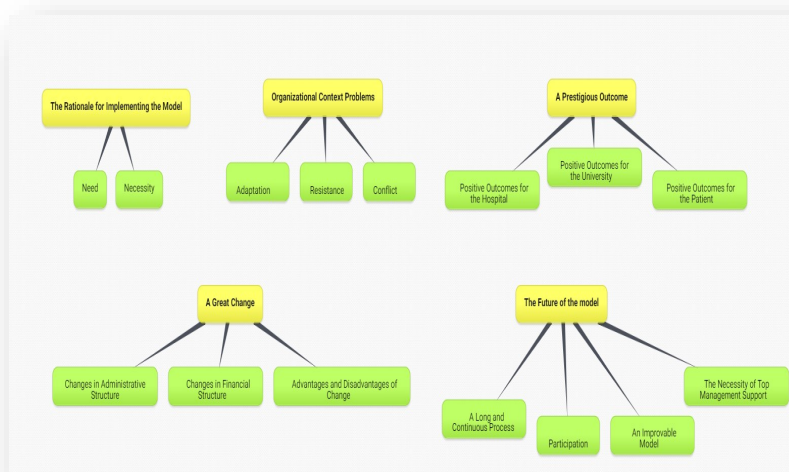 The Rationale for Implementing the Model
Need
Necessity
Organizational Context Problems
Adaptation
Resistance
Conflict
A Prestigious Outcome
Positive Outcomes for
the Hospital
Positive Outcomes for
the University
Positive Outcomes for
the Patient
A Great Change
Changes in Administrative
Structure
Changes in Financial
Structure
Advantages and Disadvantages of
Change
The Future of the model
A Long and
Continuous Process
Participation
An Improvable
Model
The Necessity of Top
Management Support